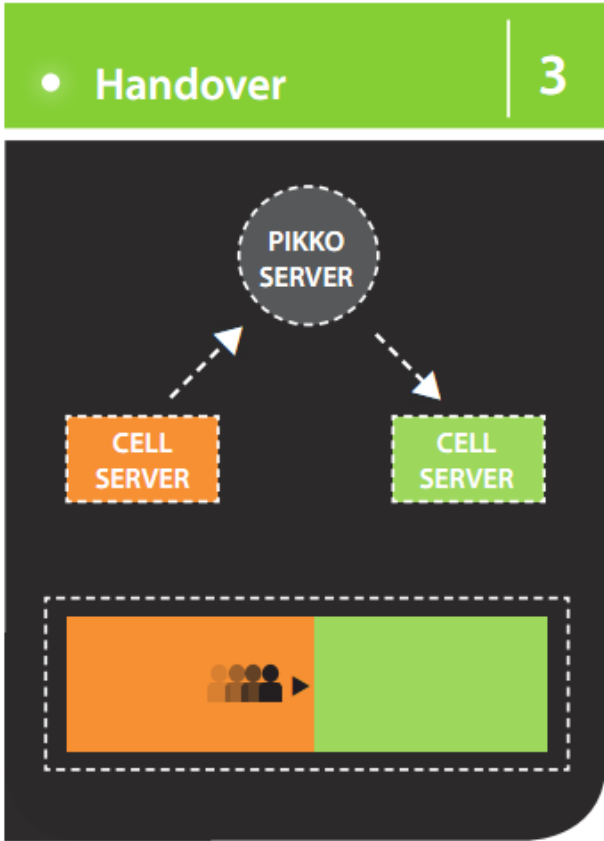 Handover
3
PIKKO
SERVER
CELL
SERVER
CELL
SERVER